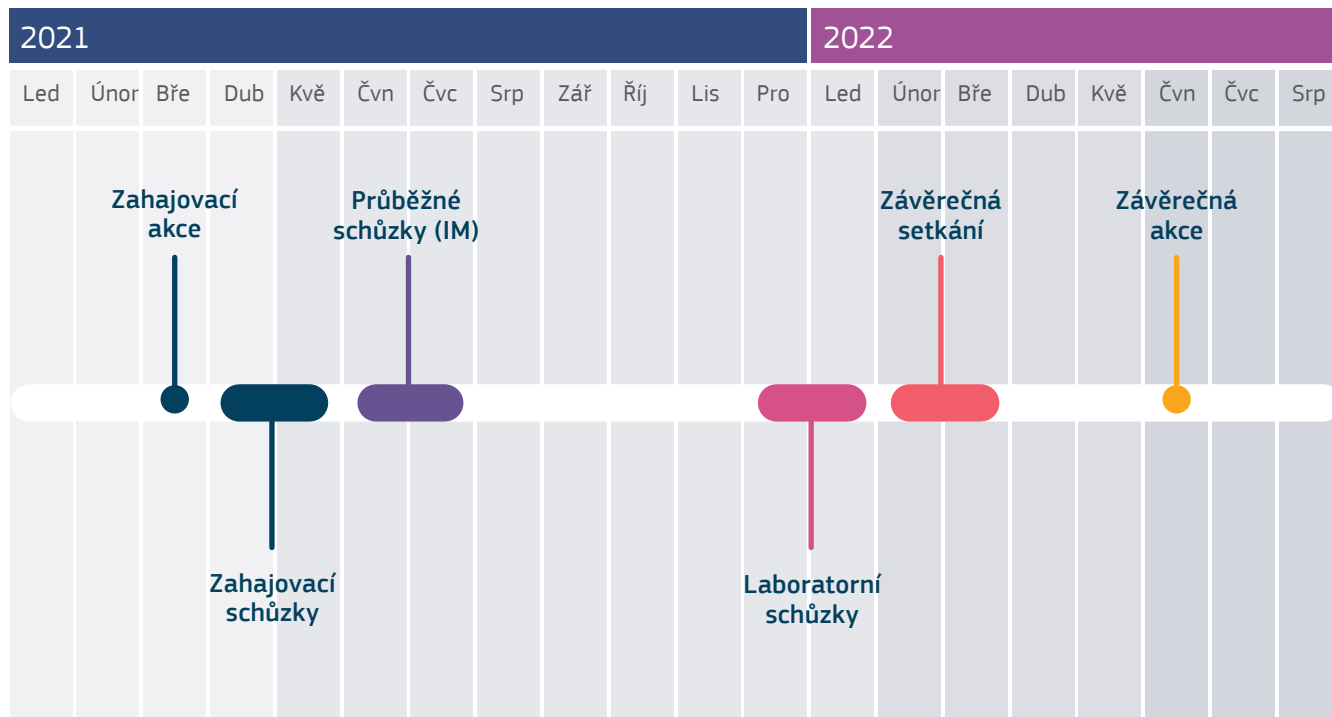 2021
2022
Led Únor Bře Dub Kvě Čvn Čvc Srp Zář Říj Lis Pro Led Únor Bře Dub Kvě Čvn Čvc Srp
Zahajovací
akce
Průběžné
schůzky (IM)
Závěrečná
setkání
Závěrečná
akce
Zahajovací
schůzky
Laboratorní
schůzky